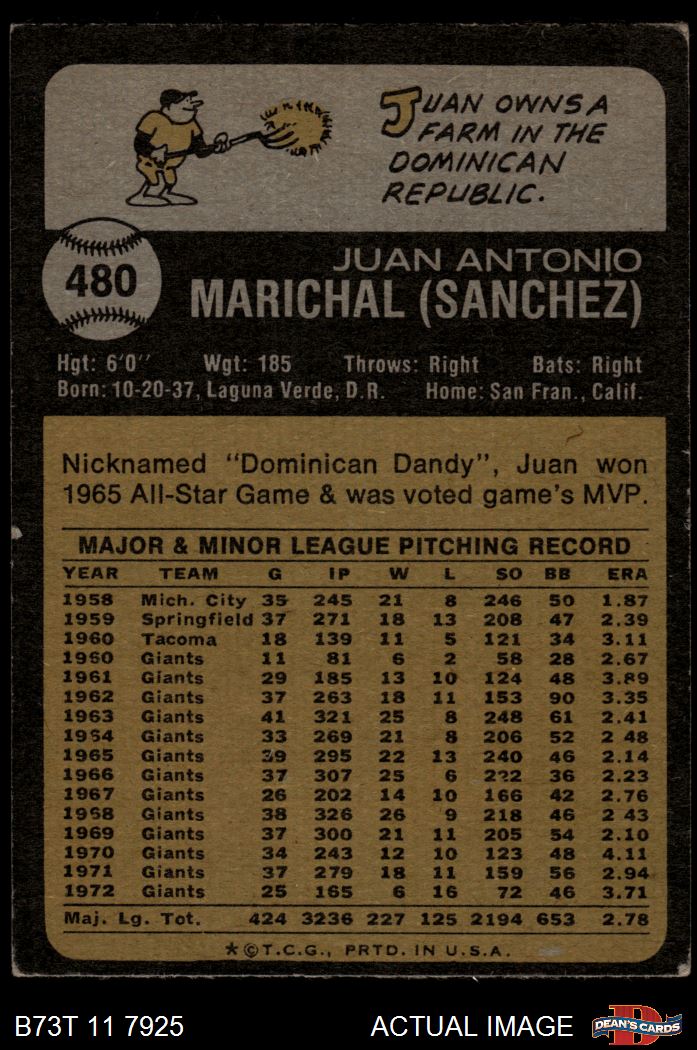 JUAN OWNS A
FARM IN THE
DOMINICAN
REPUBLIC.
480
JUAN ANTONIO
MARICHAL (SANCHEZ)
Hgt: 6'0" Wgt: 185 Throws: Right Bats: Right
Born: 10-20-37, Laguna Verde, D.R. Home: San Fran., Calif.
Nicknamed "Dominican Dandy", Juan won
1965 All-Star Game & was voted game's MVP.
MAJOR & MINOR LEAGUE PITCHING RECORD
YEAR TEAM G IP W L SO BB ERA
1958 Mich. City 35 245 21 8 246 50 1.87
1959 Springfield 37 271 18 13 208 47 2.39
1960 Tacoma 18 139 11 5 121 34 3.11
1960 Giants 11 81 6 2 58 28 2.67
1961 Giants 29 185 13 10 124 48 3.89
1962 Giants 37 263 18 11 153 90 3.35
1963 Giants 41 321 25 8 248 61 2.41
1964 Giants 33 269 21 8 206 52 2 48
1965 Giants 39 295 22 13 240 46 2.14
1966 Giants 37 307 25 6 222 36 2.23
1967 Giants 26 202 14 10 166 42 2.76
1968 Giants 38 326 26 9 218 46 2 43
1969 Giants 37 300 21 11 205 54 2.10
1970 Giants 34 243 12 10 123 48 4.11
1971 Giants 37 279 18 11 159 56 2.94
1972 Giants 25 165 6 16 72 46 3.71
Maj. Lg. Tot. 424 3236 227 125 2194 653 2.78
★©T.C.G., PRTD. IN U.S.A.
B73T 11 7925 ACTUAL IMAGE
D
DEAN'S CARDS